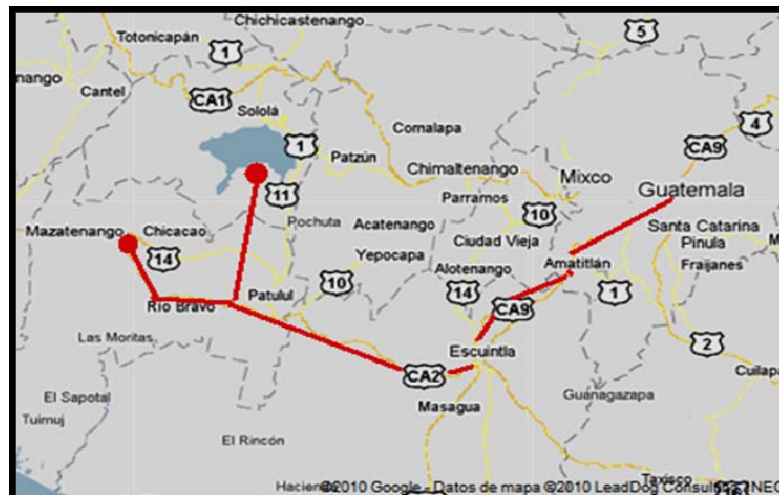 Chichicastenango
Totonicapán
1
5
nango
Cantel
CA1
Sololá
4
CA9
1
Patzún
Comalapa
Chimaltenango
Mixco
11
Guatemala
Parramos
Mazatenango
Chicacao
Pochuta
Acatenango
10
Santa Catarina
Pinula
14
Yepocapa
Ciudad Vieja
Fraijanes
Alotenango
Amatitlán
10
14
1
Patulul
Rio Bravo
CA9
2
Las Moritas
Escuintla
CA2
Cuilapa
El Sapotal
Masagua
Guanagazapa
Tuimuj
El Rincón
Taxisco
©2010 Google - Datos de mapa ©2010 LeadDog Consul